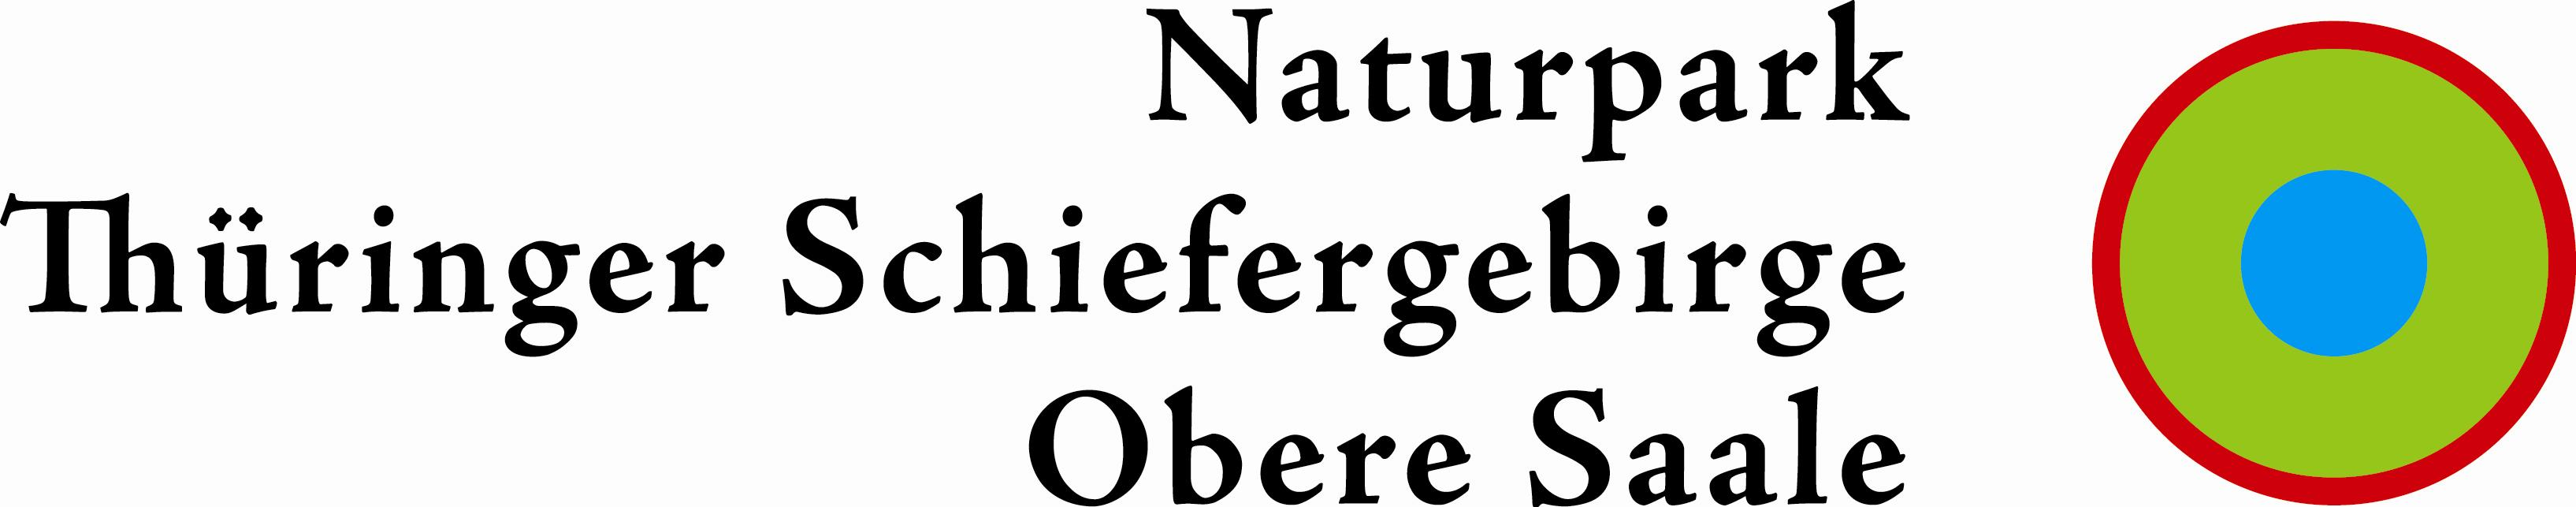 Naturpark
Thüringer Schiefergebirge
Obere Saale